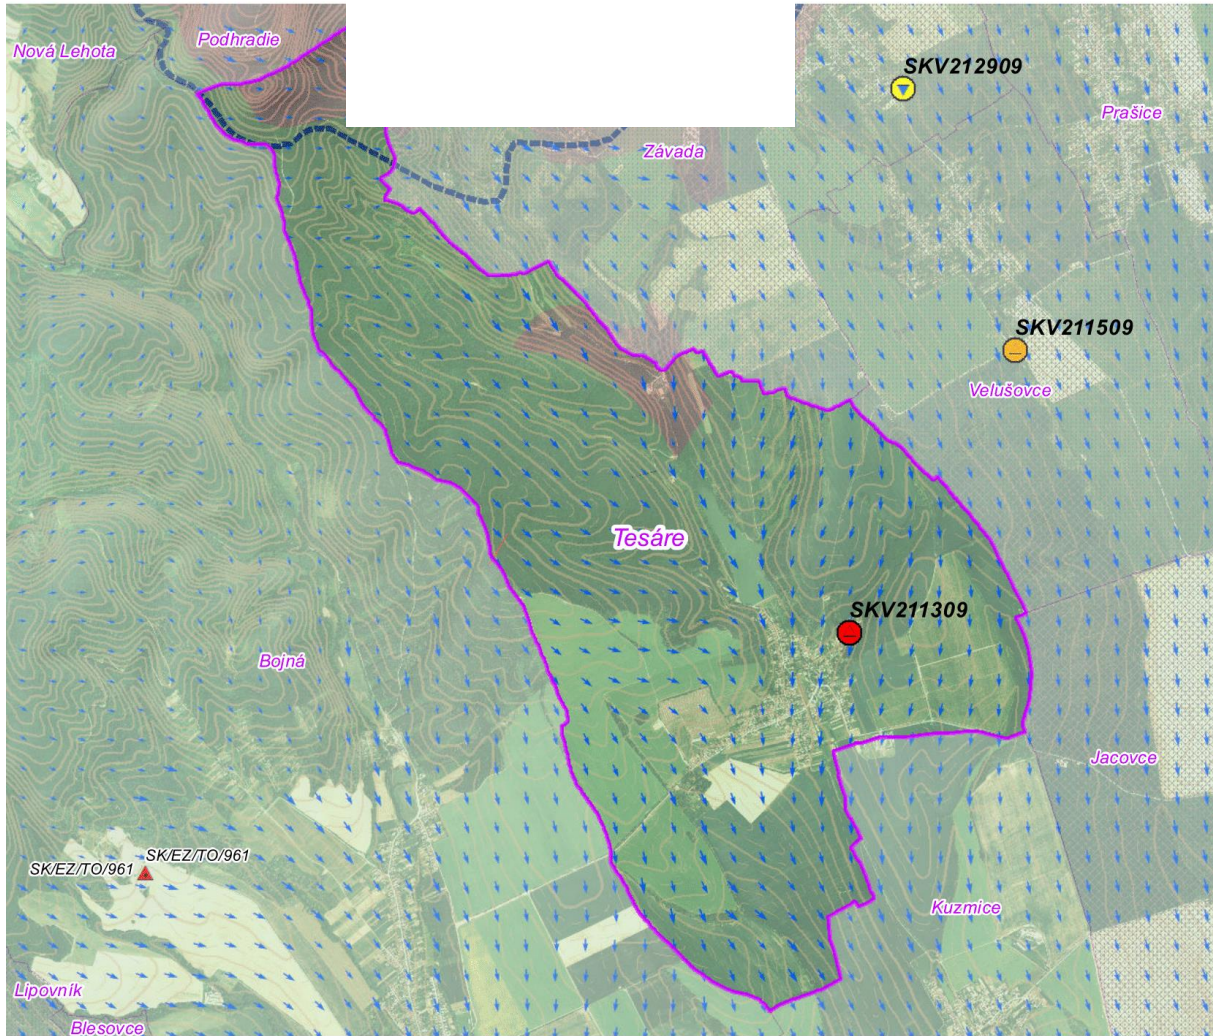 Podhradie
Nová Lehota
SKV212909
Prašice
Závada
SKV211509
Velušovce
Tesáre
SKV211309
Bojná
Jacovce
SK/EZ/TO/961
SK/EZ/TO/961
Kuzmice
Lipovník
Blesovce